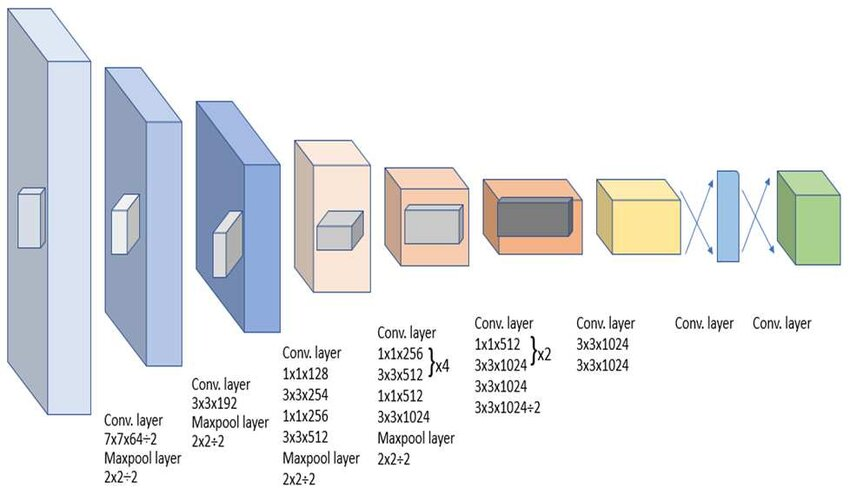 Conv. layer
7x7x64÷2
Maxpool layer
2x2÷2
Conv. layer
3x3x192
Maxpool layer
2x2÷2
Conv. layer
1x1x128
3x3x254
1x1x256
3x3x512
Maxpool layer
2x2÷2
Conv. layer
1x1x256
3x3x512
}x4
1x1x512
3x3x1024
Maxpool layer
2x2÷2
Conv. layer
1x1x512
3x3x1024
}x2
3x3x1024
3x3x1024÷2
Conv. layer
3x3x1024
3x3x1024
Conv. layer
Conv. layer